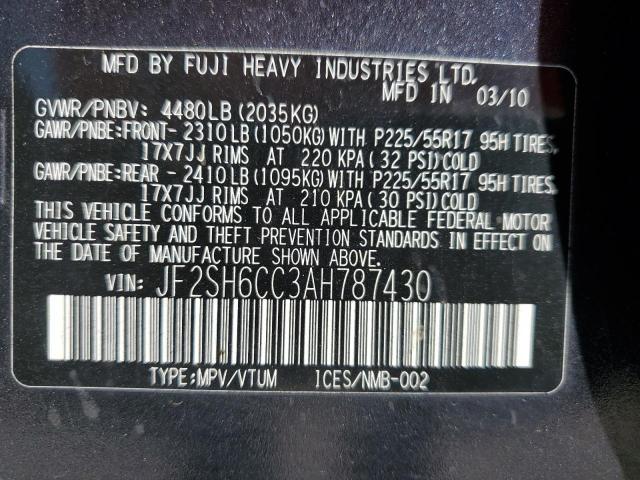 MFD BY FUJI HEAVY INDUSTRIES LTD.
MFD IN 03/10
GVWR/PNBV: 4480LB (2035KG)
GAWR/PNBE:FRONT- 2310LB (1050KG) WITH P225/55R17 95H TIRES,
17X7JJ RIMS AT 220 KPA ( 32 PSI) COLD
GAWR/PNBE:REAR - 2410LB (1095KG) WITH P225/55R17 95H TIRES,
17X7JJ RIMS AT 210 KPA ( 30 PSI) COLD
THIS VEHICLE CONFORMS TO ALL APPLICABLE FEDERAL MOTOR
VEHICLE SAFETY AND THEFT PREVENTION STANDARDS IN EFFECT ON
THE DATE OF MANUFACTURE SHOWN ABOVE.
VIN: JF2SH6CC3AH787430
TYPE:MPV/VTUM ICES/NMB-002